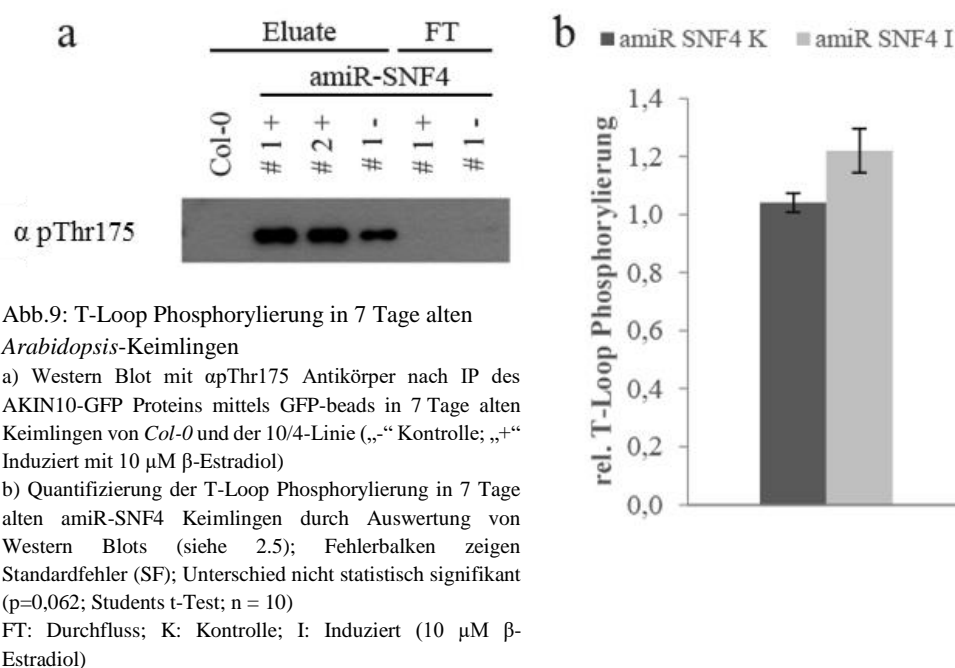 a
Eluate FT
amiR-SNF4
Col-0 # 1 + # 2 + # 1 - # 1 + # 1 -
α pThr175
Abb.9: T-Loop Phosphorylierung in 7 Tage alten
Arabidopsis-Keimlingen
a) Western Blot mit αpThr175 Antikörper nach IP des
AKIN10-GFP Proteins mittels GFP-beads in 7 Tage alten
Keimlingen von Col-0 und der 10/4-Linie („-“ Kontrolle; „+“
Induziert mit 10 µM β-Estradiol)
b) Quantifizierung der T-Loop Phosphorylierung in 7 Tage
alten amiR-SNF4 Keimlingen durch Auswertung von
Western Blots (siehe 2.5); Fehlerbalken zeigen
Standardfehler (SF); Unterschied nicht statistisch signifikant
(p=0,062; Students t-Test; n = 10)
FT: Durchfluss; K: Kontrolle; I: Induziert (10 µM β-
Estradiol)
b
amiR SNF4 K amiR SNF4 I
rel. T-Loop Phosphorylierung
1,4
1,2
1,0
0,8
0,6
0,4
0,2
0,0